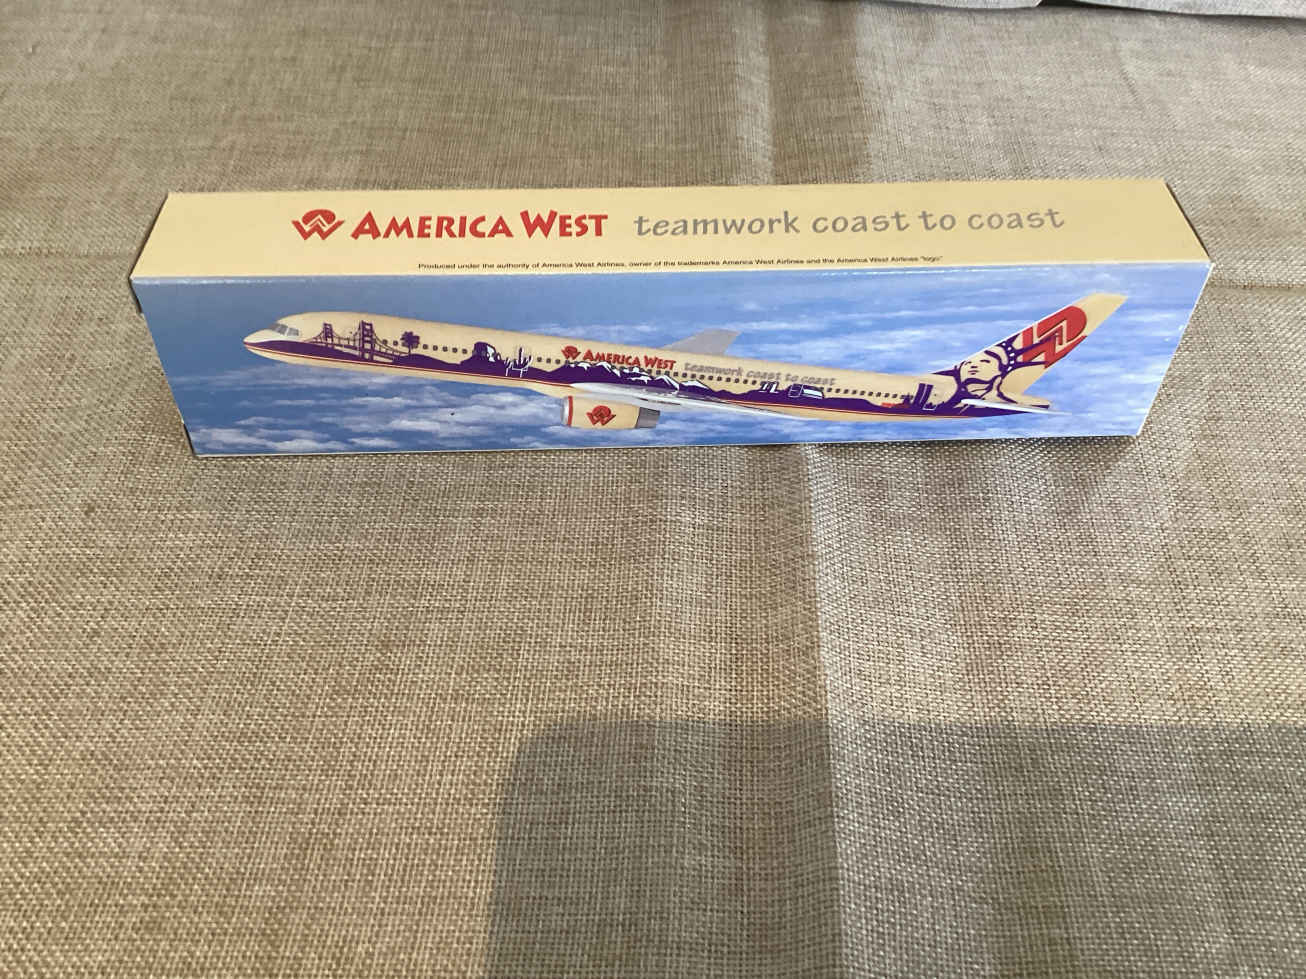 AMERICA WEST teamwork coast to coast
Produced under the authority of America West Airlines, owner of the trademarks America West Airlines and the America West Airlines "logo"
AMERICA WEST teamwork coast to coast